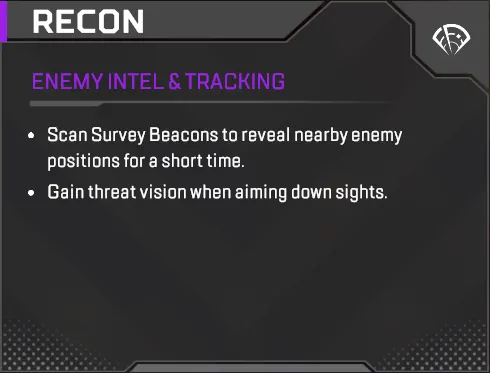 RECON
ENEMY INTEL & TRACKING
• Scan Survey Beacons to reveal nearby enemy
positions for a short time.
• Gain threat vision when aiming down sights.